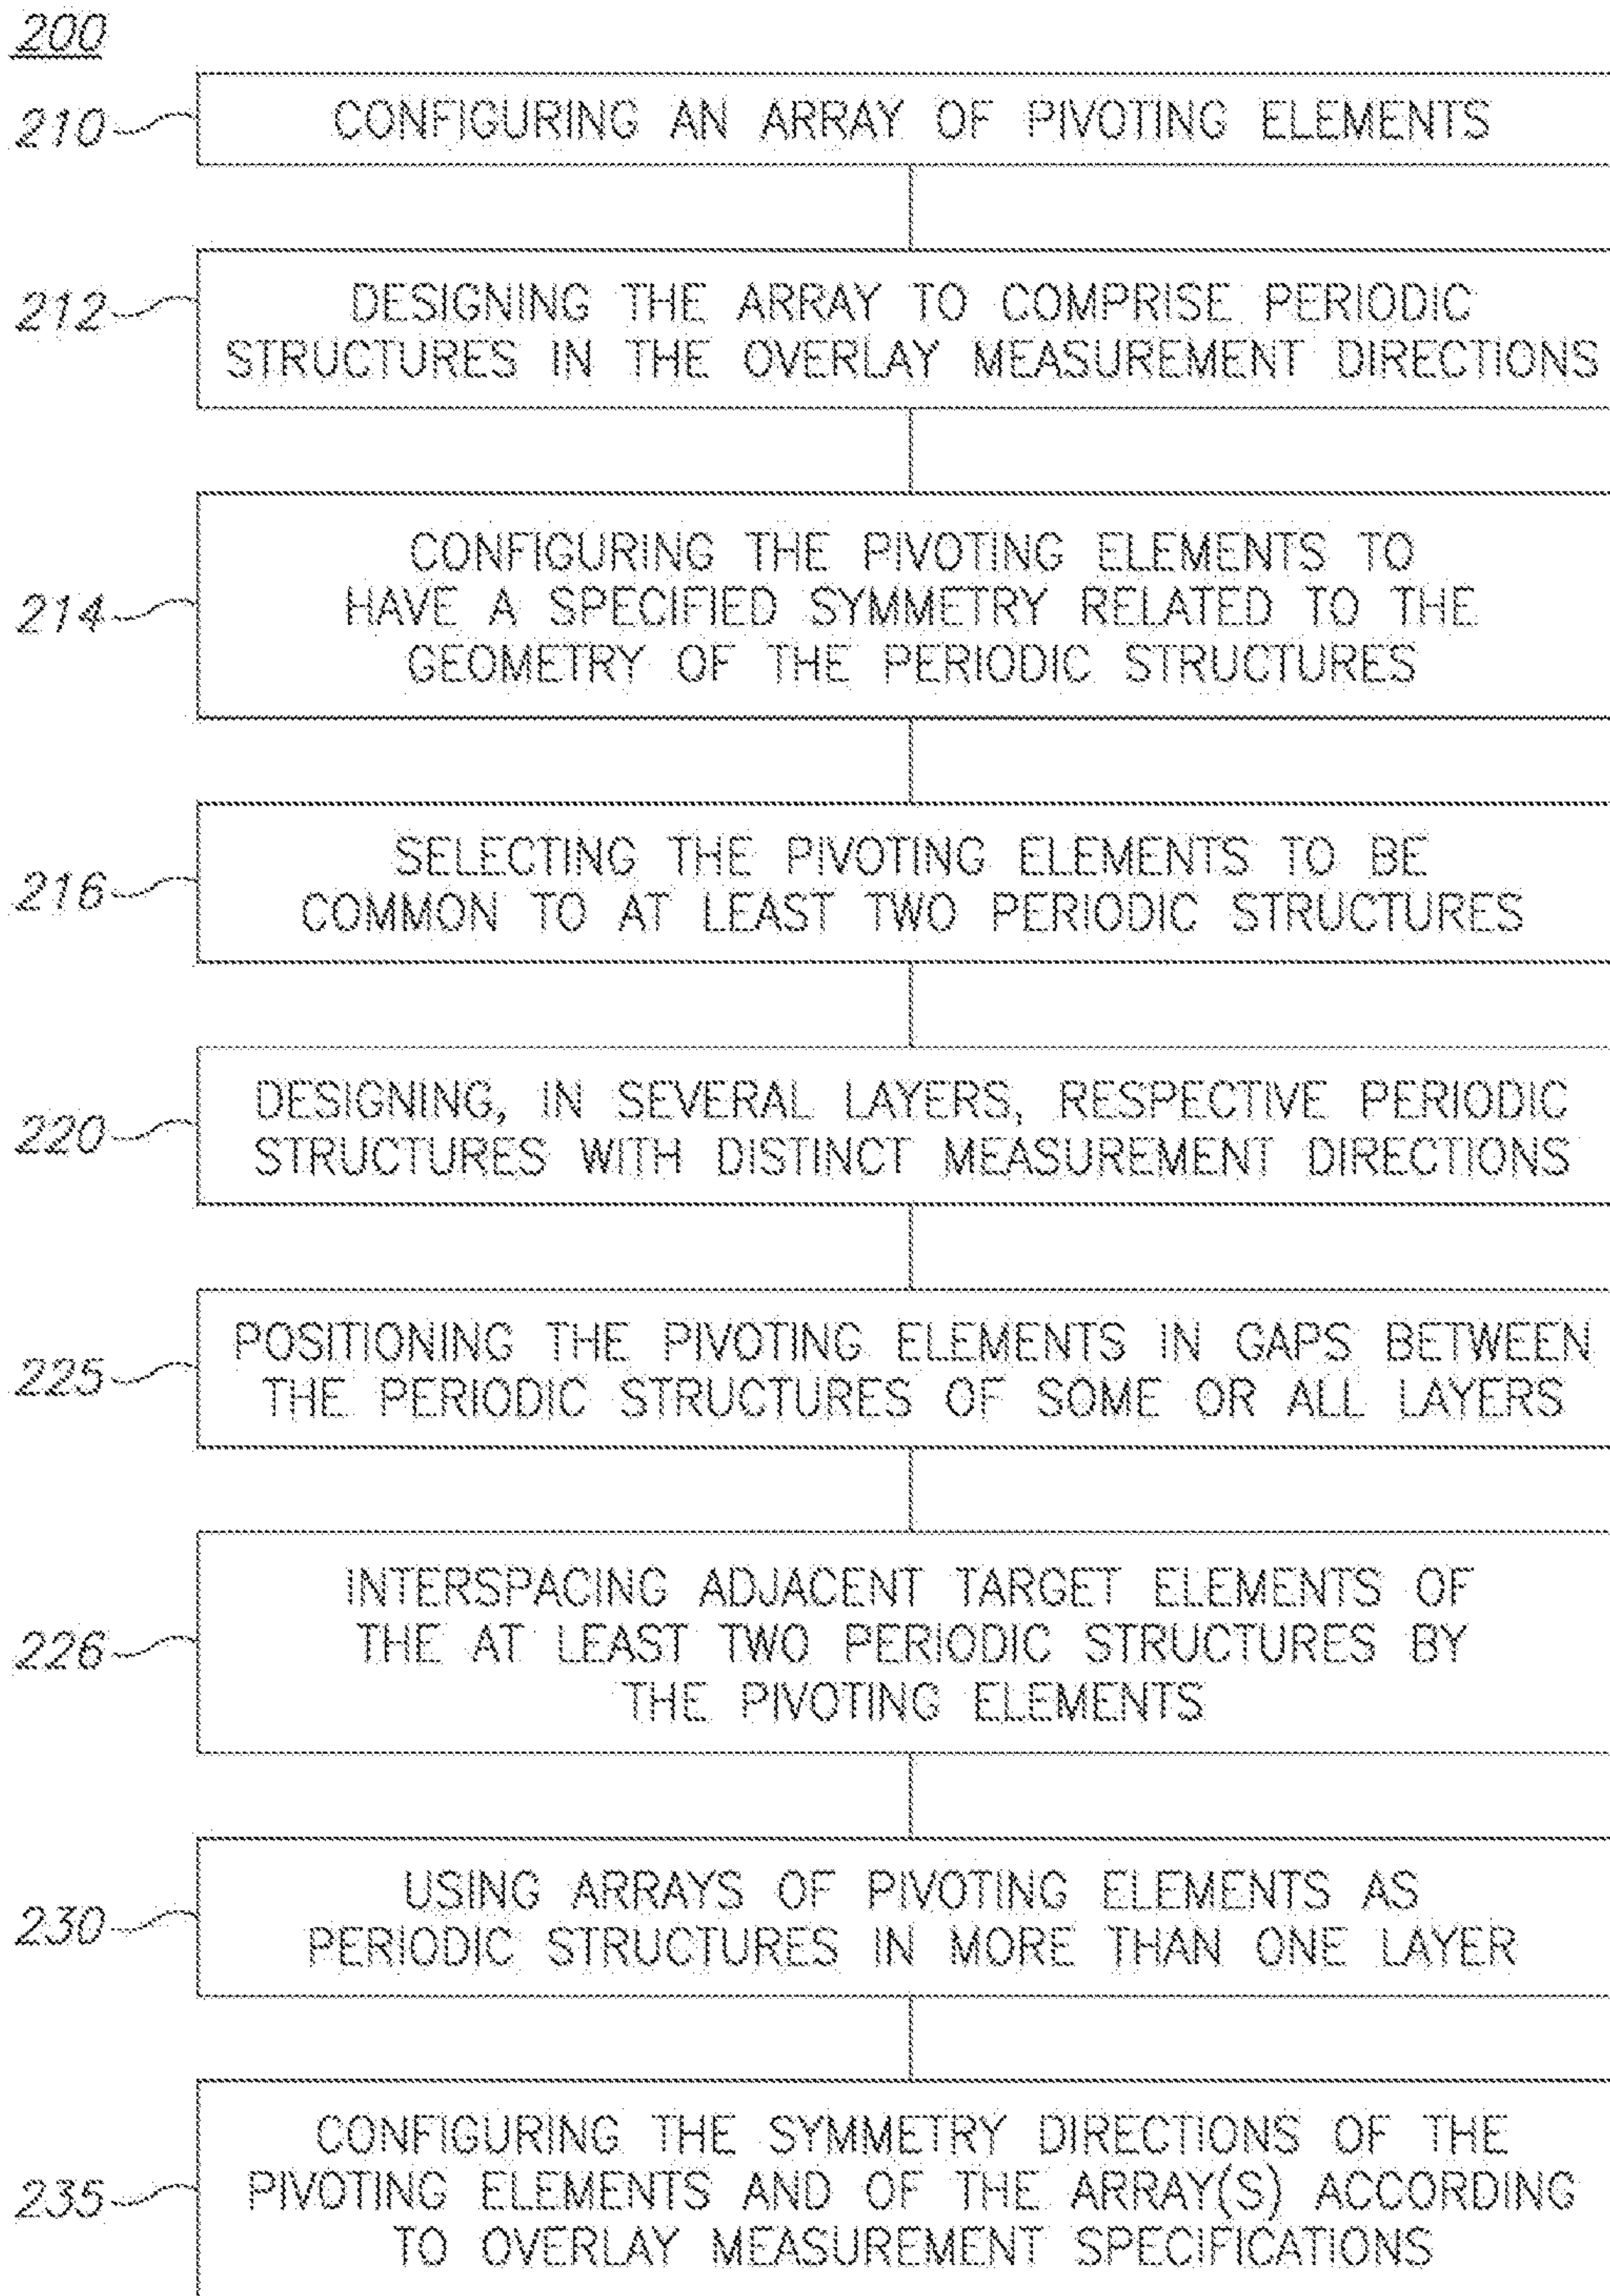 200
210
CONFIGURING AN ARRAY OF PIVOTING ELEMENTS
212
DESIGNING THE ARRAY TO COMPRISE PERIODIC
STRUCTURES IN THE OVERLAY MEASUREMENT DIRECTIONS
214
CONFIGURING THE PIVOTING ELEMENTS TO
HAVE A SPECIFIED SYMMETRY RELATED TO THE
GEOMETRY OF THE PERIODIC STRUCTURES
216
SELECTING THE PIVOTING ELEMENTS TO BE
COMMON TO AT LEAST TWO PERIODIC STRUCTURES
220
DESIGNING, IN SEVERAL LAYERS, RESPECTIVE PERIODIC
STRUCTURES WITH DISTINCT MEASUREMENT DIRECTIONS
225
POSITIONING THE PIVOTING ELEMENTS IN GAPS BETWEEN
THE PERIODIC STRUCTURES OF SOME OR ALL LAYERS
226
INTERSPACING ADJACENT TARGET ELEMENTS OF
THE AT LEAST TWO PERIODIC STRUCTURES BY
THE PIVOTING ELEMENTS
230
USING ARRAYS OF PIVOTING ELEMENTS AS
PERIODIC STRUCTURES IN MORE THAN ONE LAYER
235
CONFIGURING THE SYMMETRY DIRECTIONS OF THE
PIVOTING ELEMENTS AND OF THE ARRAY(S) ACCORDING
TO OVERLAY MEASUREMENT SPECIFICATIONS